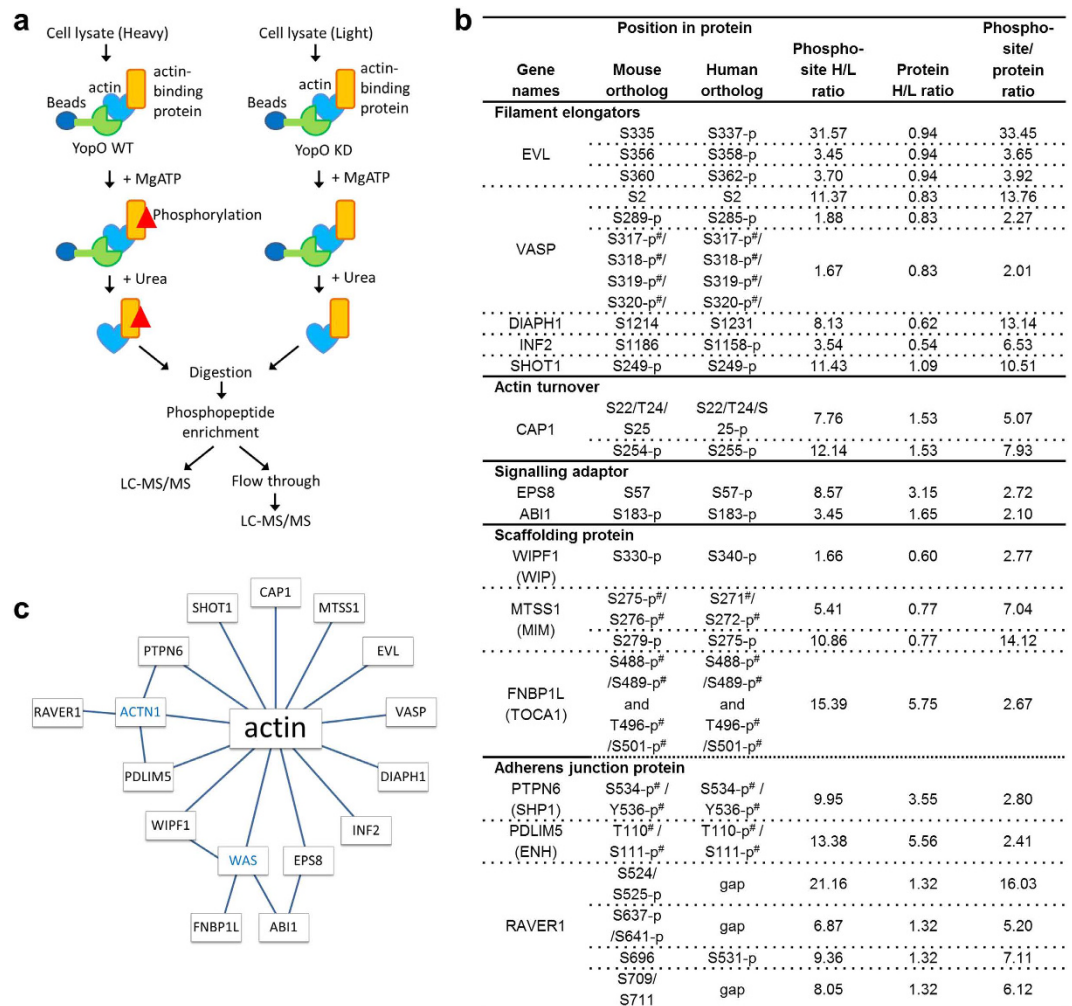 a
Cell lysate (Heavy)
Cell lysate (Light)
actin
actin-
binding
protein
Beads
YopO WT
actin
actin-
binding
protein
Beads
YopO KD
+ MgATP
+ MgATP
Phosphorylation
+ Urea
+ Urea
Digestion
Phosphopeptide
enrichment
LC-MS/MS
Flow through
LC-MS/MS
b
Position in protein
Gene names
Mouse ortholog
Human ortholog
Phospho-site H/L ratio
Protein H/L ratio
Phospho-site/ protein ratio
Filament elongators
EVL S335 S337-p 31.57 0.94 33.45
S356 S358-p 3.45 0.94 3.65
S360 S362-p 3.70 0.94 3.92
VASP S2 S2 11.37 0.83 13.76
S289-p S285-p 1.88 0.83 2.27
S317-p#/ S317-p#/
S318-p#/ S318-p#/
S319-p#/ S319-p#/
S320-p#/ S320-p#/
1.67 0.83 2.01
DIAPH1 S1214 S1231 8.13 0.62 13.14
INF2 S1186 S1158-p 3.54 0.54 6.53
SHOT1 S249-p S249-p 11.43 1.09 10.51
Actin turnover
CAP1 S22/T24/ S22/T24/S
S25 25-p
7.76 1.53 5.07
S254-p S255-p 12.14 1.53 7.93
Signalling adaptor
EPS8 S57 S57-p 8.57 3.15 2.72
ABI1 S183-p S183-p 3.45 1.65 2.10
Scaffolding protein
WIPF1 S330-p S340-p 1.66 0.60 2.77
(WIP)
MTSS1 S275-p#/ S271#/
(MIM) S276-p# S272-p#
5.41 0.77 7.04
S279-p S275-p 10.86 0.77 14.12
FNBP1L
(TOCA1)
S488-p# S488-p#
/S489-p# /S489-p#
and and
T496-p# T496-p#
/S501-p# /S501-p#
15.39 5.75 2.67
Adherens junction protein
PTPN6 S534-p# / S534-p# /
(SHP1) Y536-p# Y536-p#
9.95 3.55 2.80
PDLIM5 T110# / T110-p# /
(ENH) S111-p# S111-p#
13.38 5.56 2.41
RAVER1
S524/
S525-p
gap 21.16 1.32 16.03
S637-p
/S641-p
gap 6.87 1.32 5.20
S696 S531-p 9.36 1.32 7.11
S709/
S711
gap 8.05 1.32 6.12
c
CAP1
SHOT1
MTSS1
PTPN6
EVL
RAVER1
ACTN1
actin
VASP
PDLIM5
DIAPH1
WIPF1
INF2
WAS
EPS8
FNBP1L
ABI1